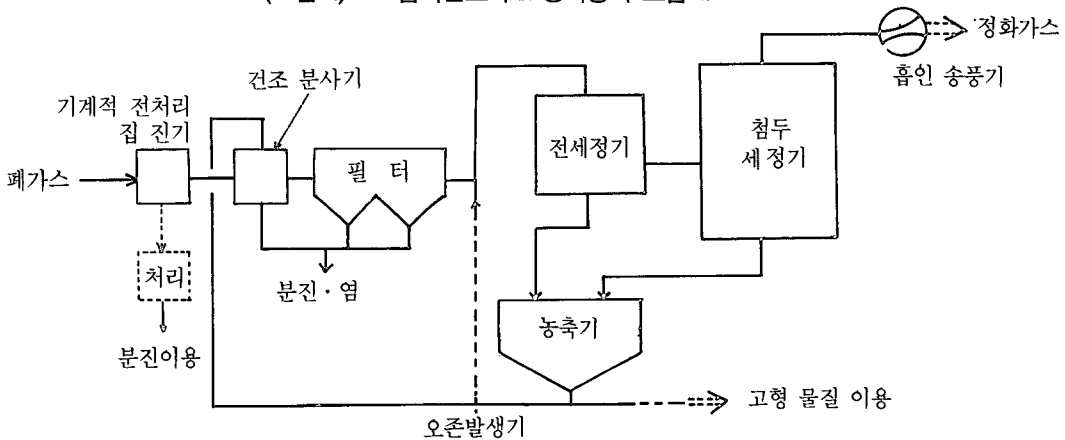 정화가스
흡인 송풍기
건조 분사기
기계적 전처리
집 진기
첨두
세정기
전세정기
필 터
폐가스
처리
분진·염
농축기
분진이용
고형 물질 이용
오존발생기